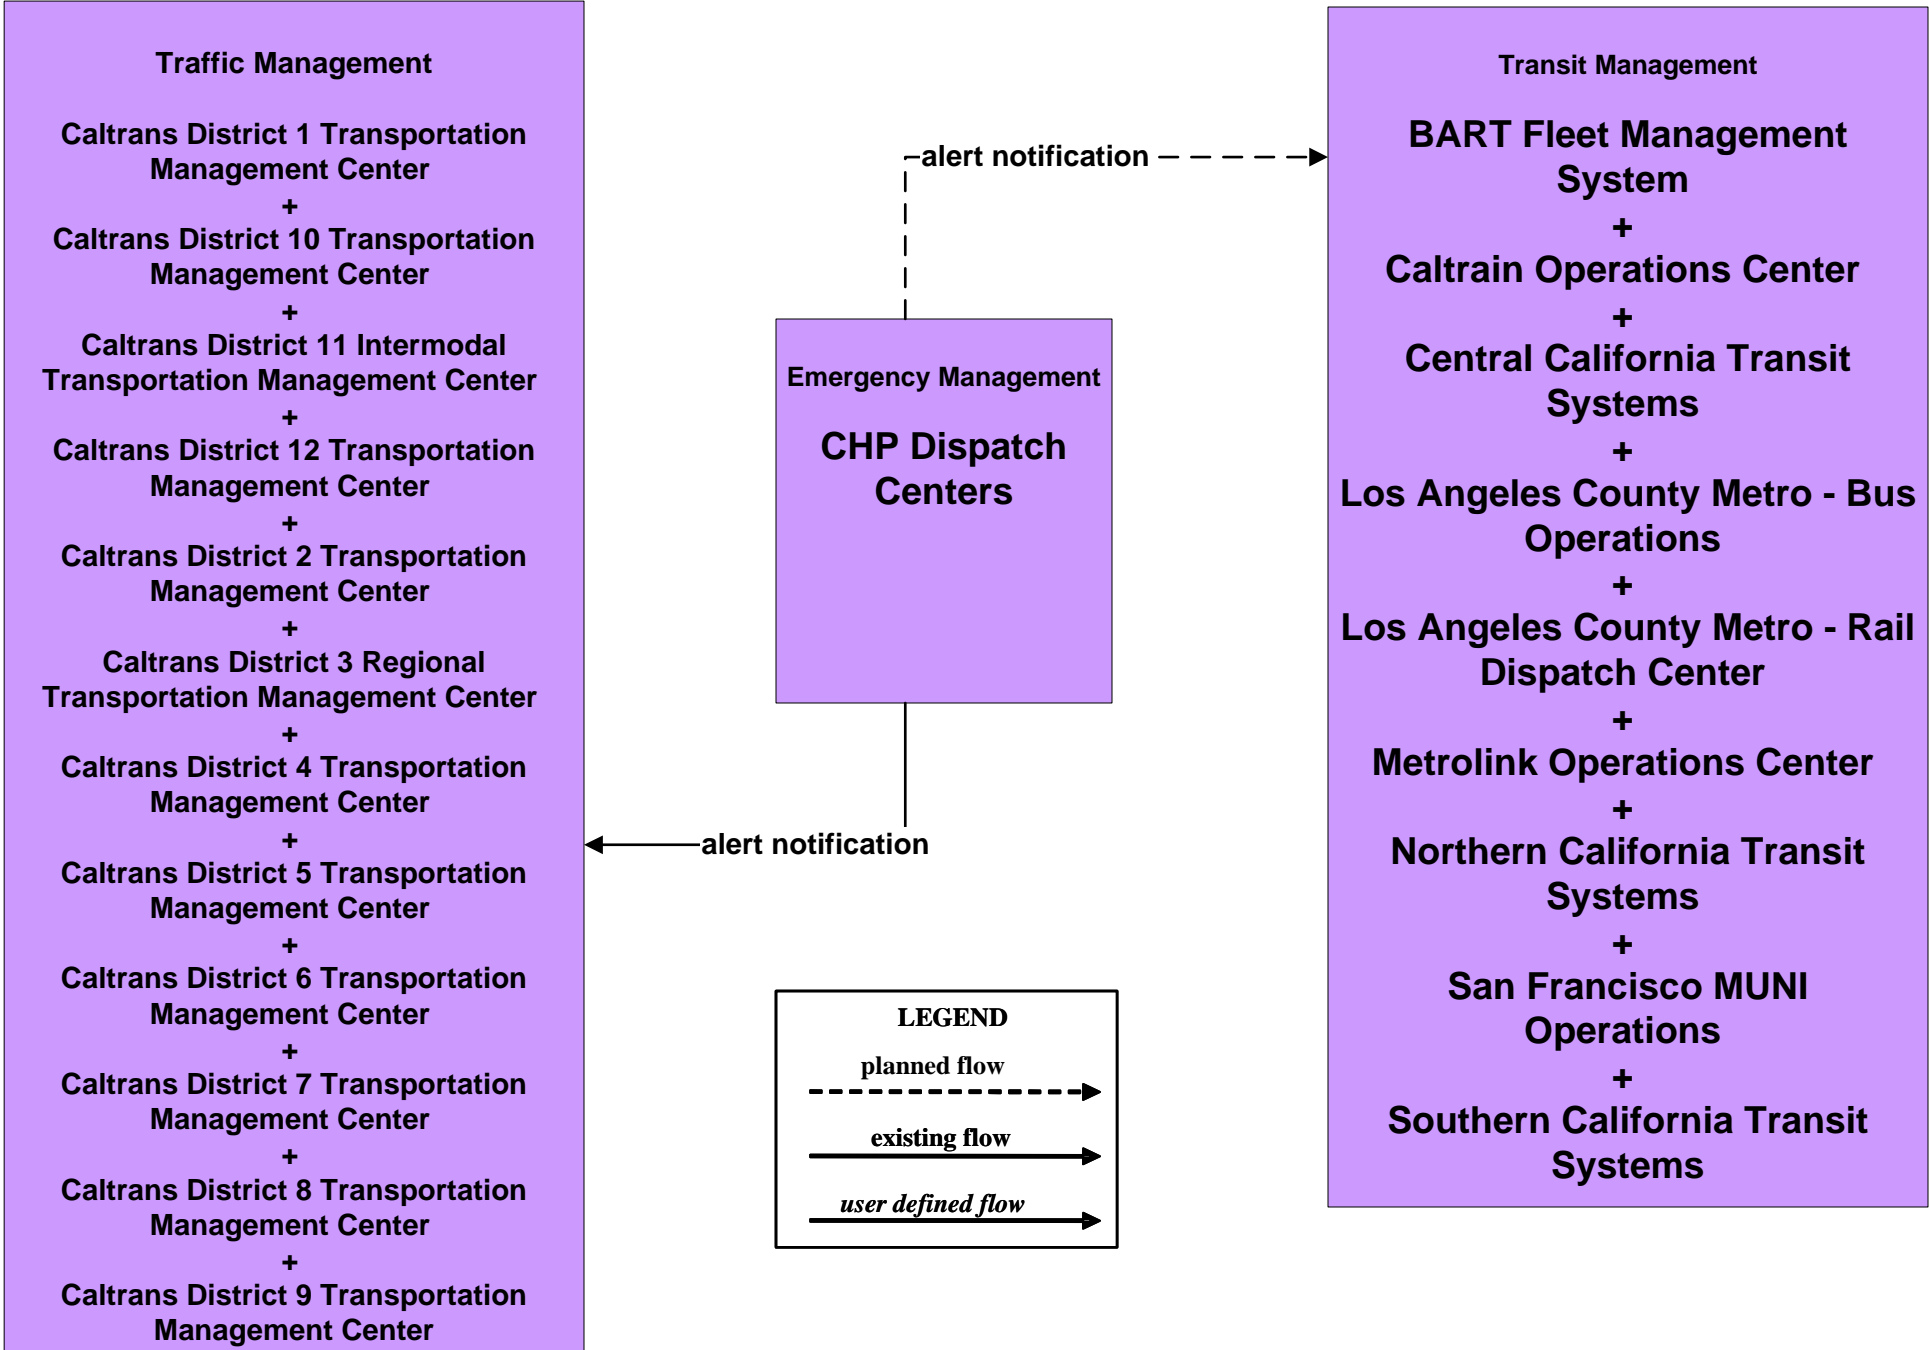 Traffic Management
Caltrans District 1 Transportation
Management Center
+
Caltrans District 10 Transportation
Management Center
+
Caltrans District 11 Intermodal
Transportation Management Center
+
Caltrans District 12 Transportation
Management Center
+
Caltrans District 2 Transportation
Management Center
+
Caltrans District 3 Regional
Transportation Management Center
+
Caltrans District 4 Transportation
Management Center
+
Caltrans District 5 Transportation
Management Center
+
Caltrans District 6 Transportation
Management Center
+
Caltrans District 7 Transportation
Management Center
+
Caltrans District 8 Transportation
Management Center
+
Caltrans District 9 Transportation
Management Center
alert notification
Emergency Management
CHP Dispatch
Centers
alert notification
LEGEND
planned flow
existing flow
user defined flow
Transit Management
BART Fleet Management
System
+
Caltrain Operations Center
+
Central California Transit
Systems
+
Los Angeles County Metro - Bus
Operations
+
Los Angeles County Metro - Rail
Dispatch Center
+
Metrolink Operations Center
+
Northern California Transit
Systems
+
San Francisco MUNI
Operations
+
Southern California Transit
Systems